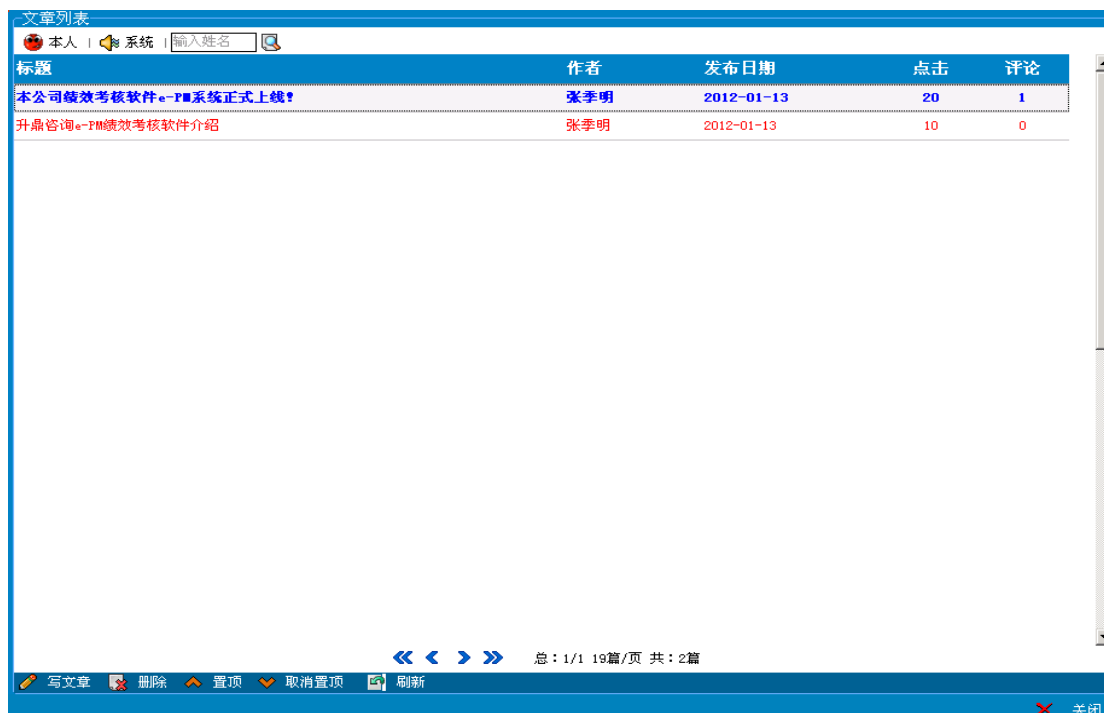 文章列表
本人 | 系统 | 输入姓名
标题 作者 发布日期 点击 评论
本公司绩效考核软件e-PM系统正式上线! 张季明 2012-01-13 20 1
升鼎咨询e-PM绩效考核软件介绍 张季明 2012-01-13 10 0
总:1/1 19篇/页 共:2篇
写文章 删除 置顶 取消置顶 刷新
关闭